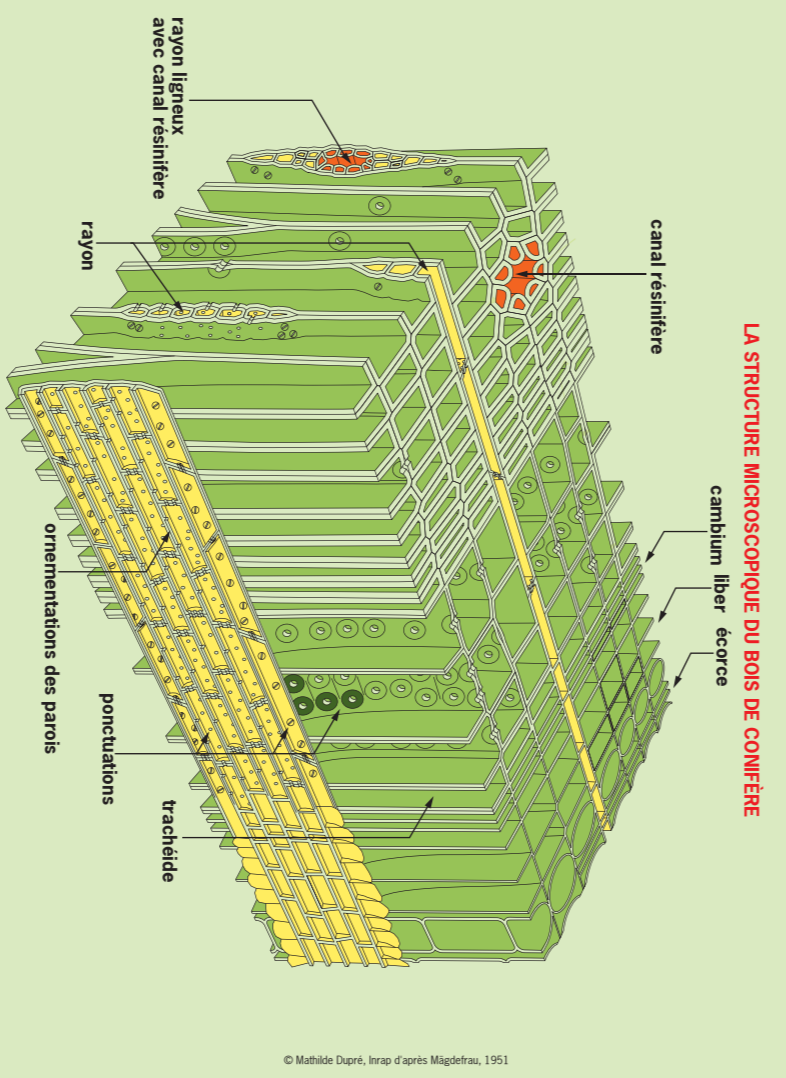 LA STRUCTURE MICROSCOPIQUE DU BOIS DE CONIFÈRE
cambium liber écorce
canal résinifère
rayon ligneux
avec canal résinifère
rayon
ornementations des parois
ponctuations
trachéide
© Mathilde Dupré, Inrap d'après Mägdefrau, 1951